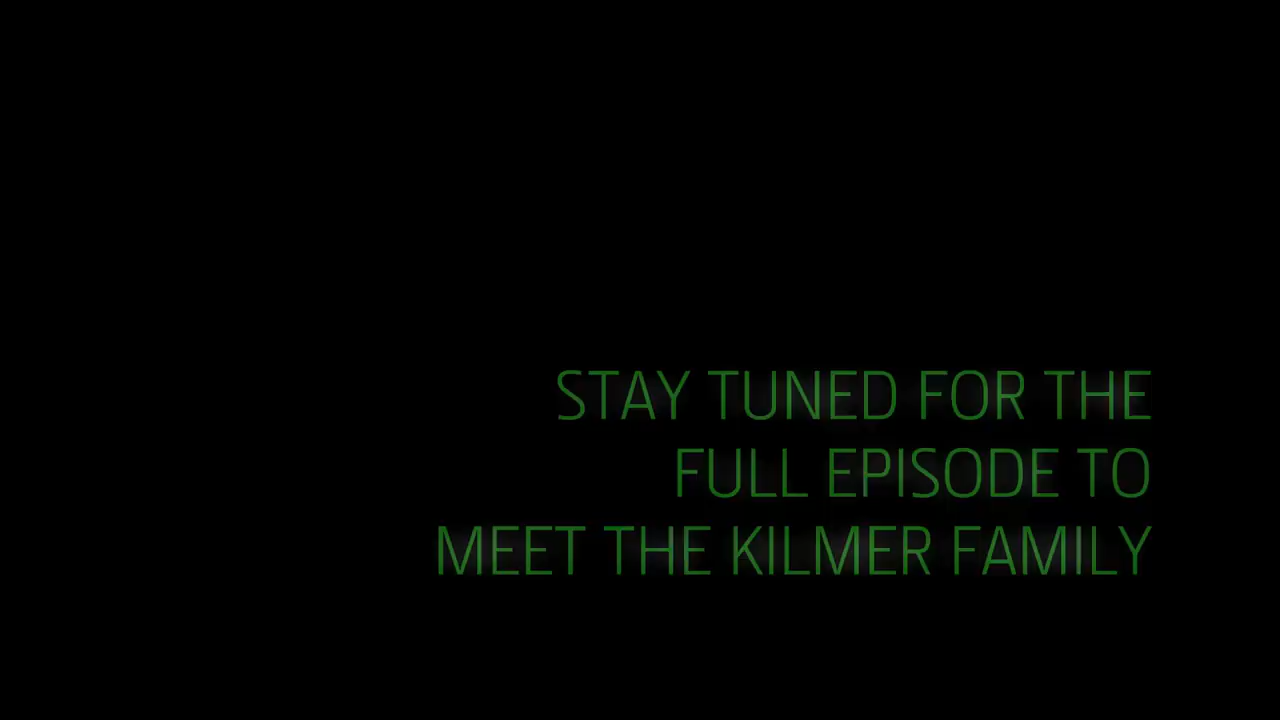 STAY TUNED FOR THE
FULL EPISODE TO
MEET THE KILMER FAMILY